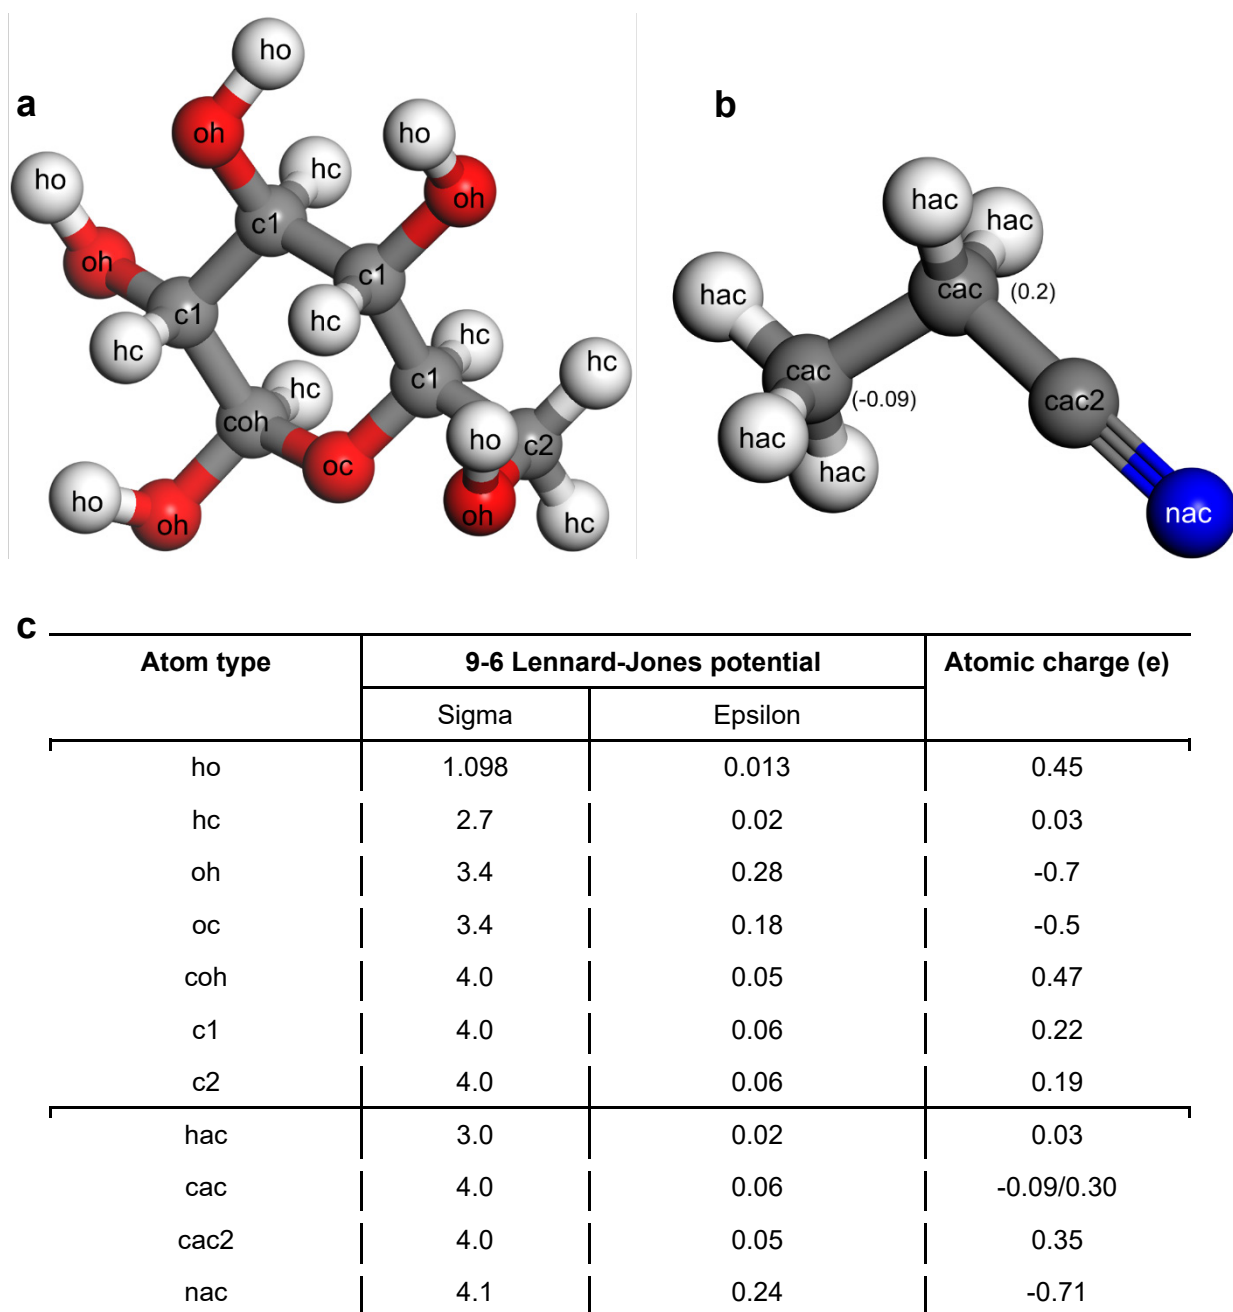 a
ho
oh
hc
ho
ho
oh
c1
oh
c1
hc
c1
hc
hc
c1
hc
hc
coh
ho
c2
oc
ho
oh
oh
hc
b
hac
hac
hac
cac
(0.2)
cac
(-0.09)
cac2
hac
hac
nac
c
Atom type 9-6 Lennard-Jones potential Atomic charge (e)
Sigma Epsilon
ho 1.098 0.013 0.45
hc 2.7 0.02 0.03
oh 3.4 0.28 -0.7
oc 3.4 0.18 -0.5
coh 4.0 0.05 0.47
c1 4.0 0.06 0.22
c2 4.0 0.06 0.19
hac 3.0 0.02 0.03
cac 4.0 0.06 -0.09/0.30
cac2 4.0 0.05 0.35
nac 4.1 0.24 -0.71